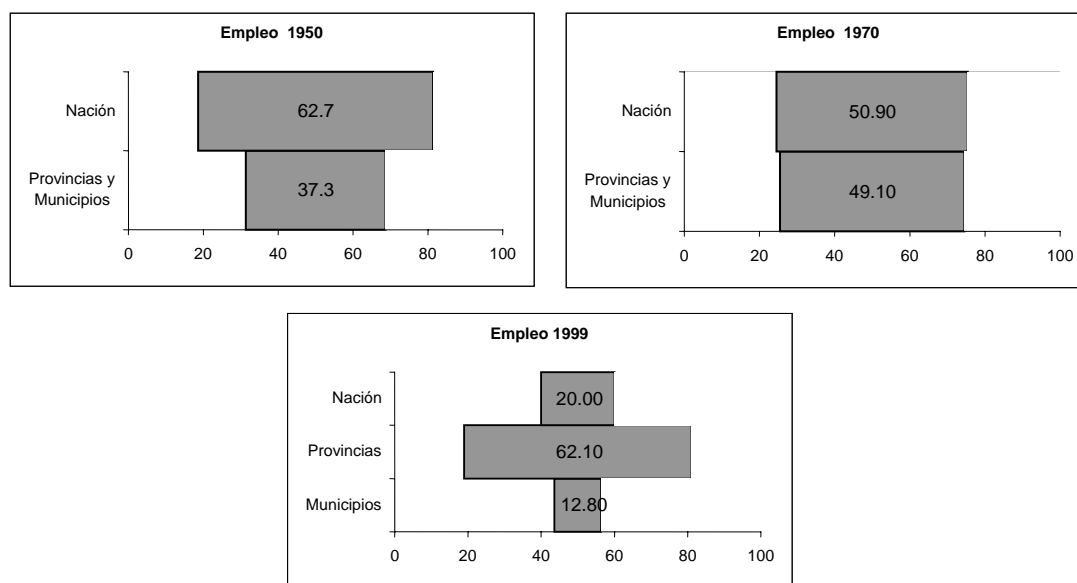 Empleo 1950
Nación
62.7
Provincias y
Municipios
37.3
0 20 40 60 80 100
Empleo 1970
Nación
50.90
Provincias y
Municipios
49.10
0 20 40 60 80 100
Empleo 1999
Nación
20.00
Provincias
62.10
Municipios
12.80
0 20 40 60 80 100